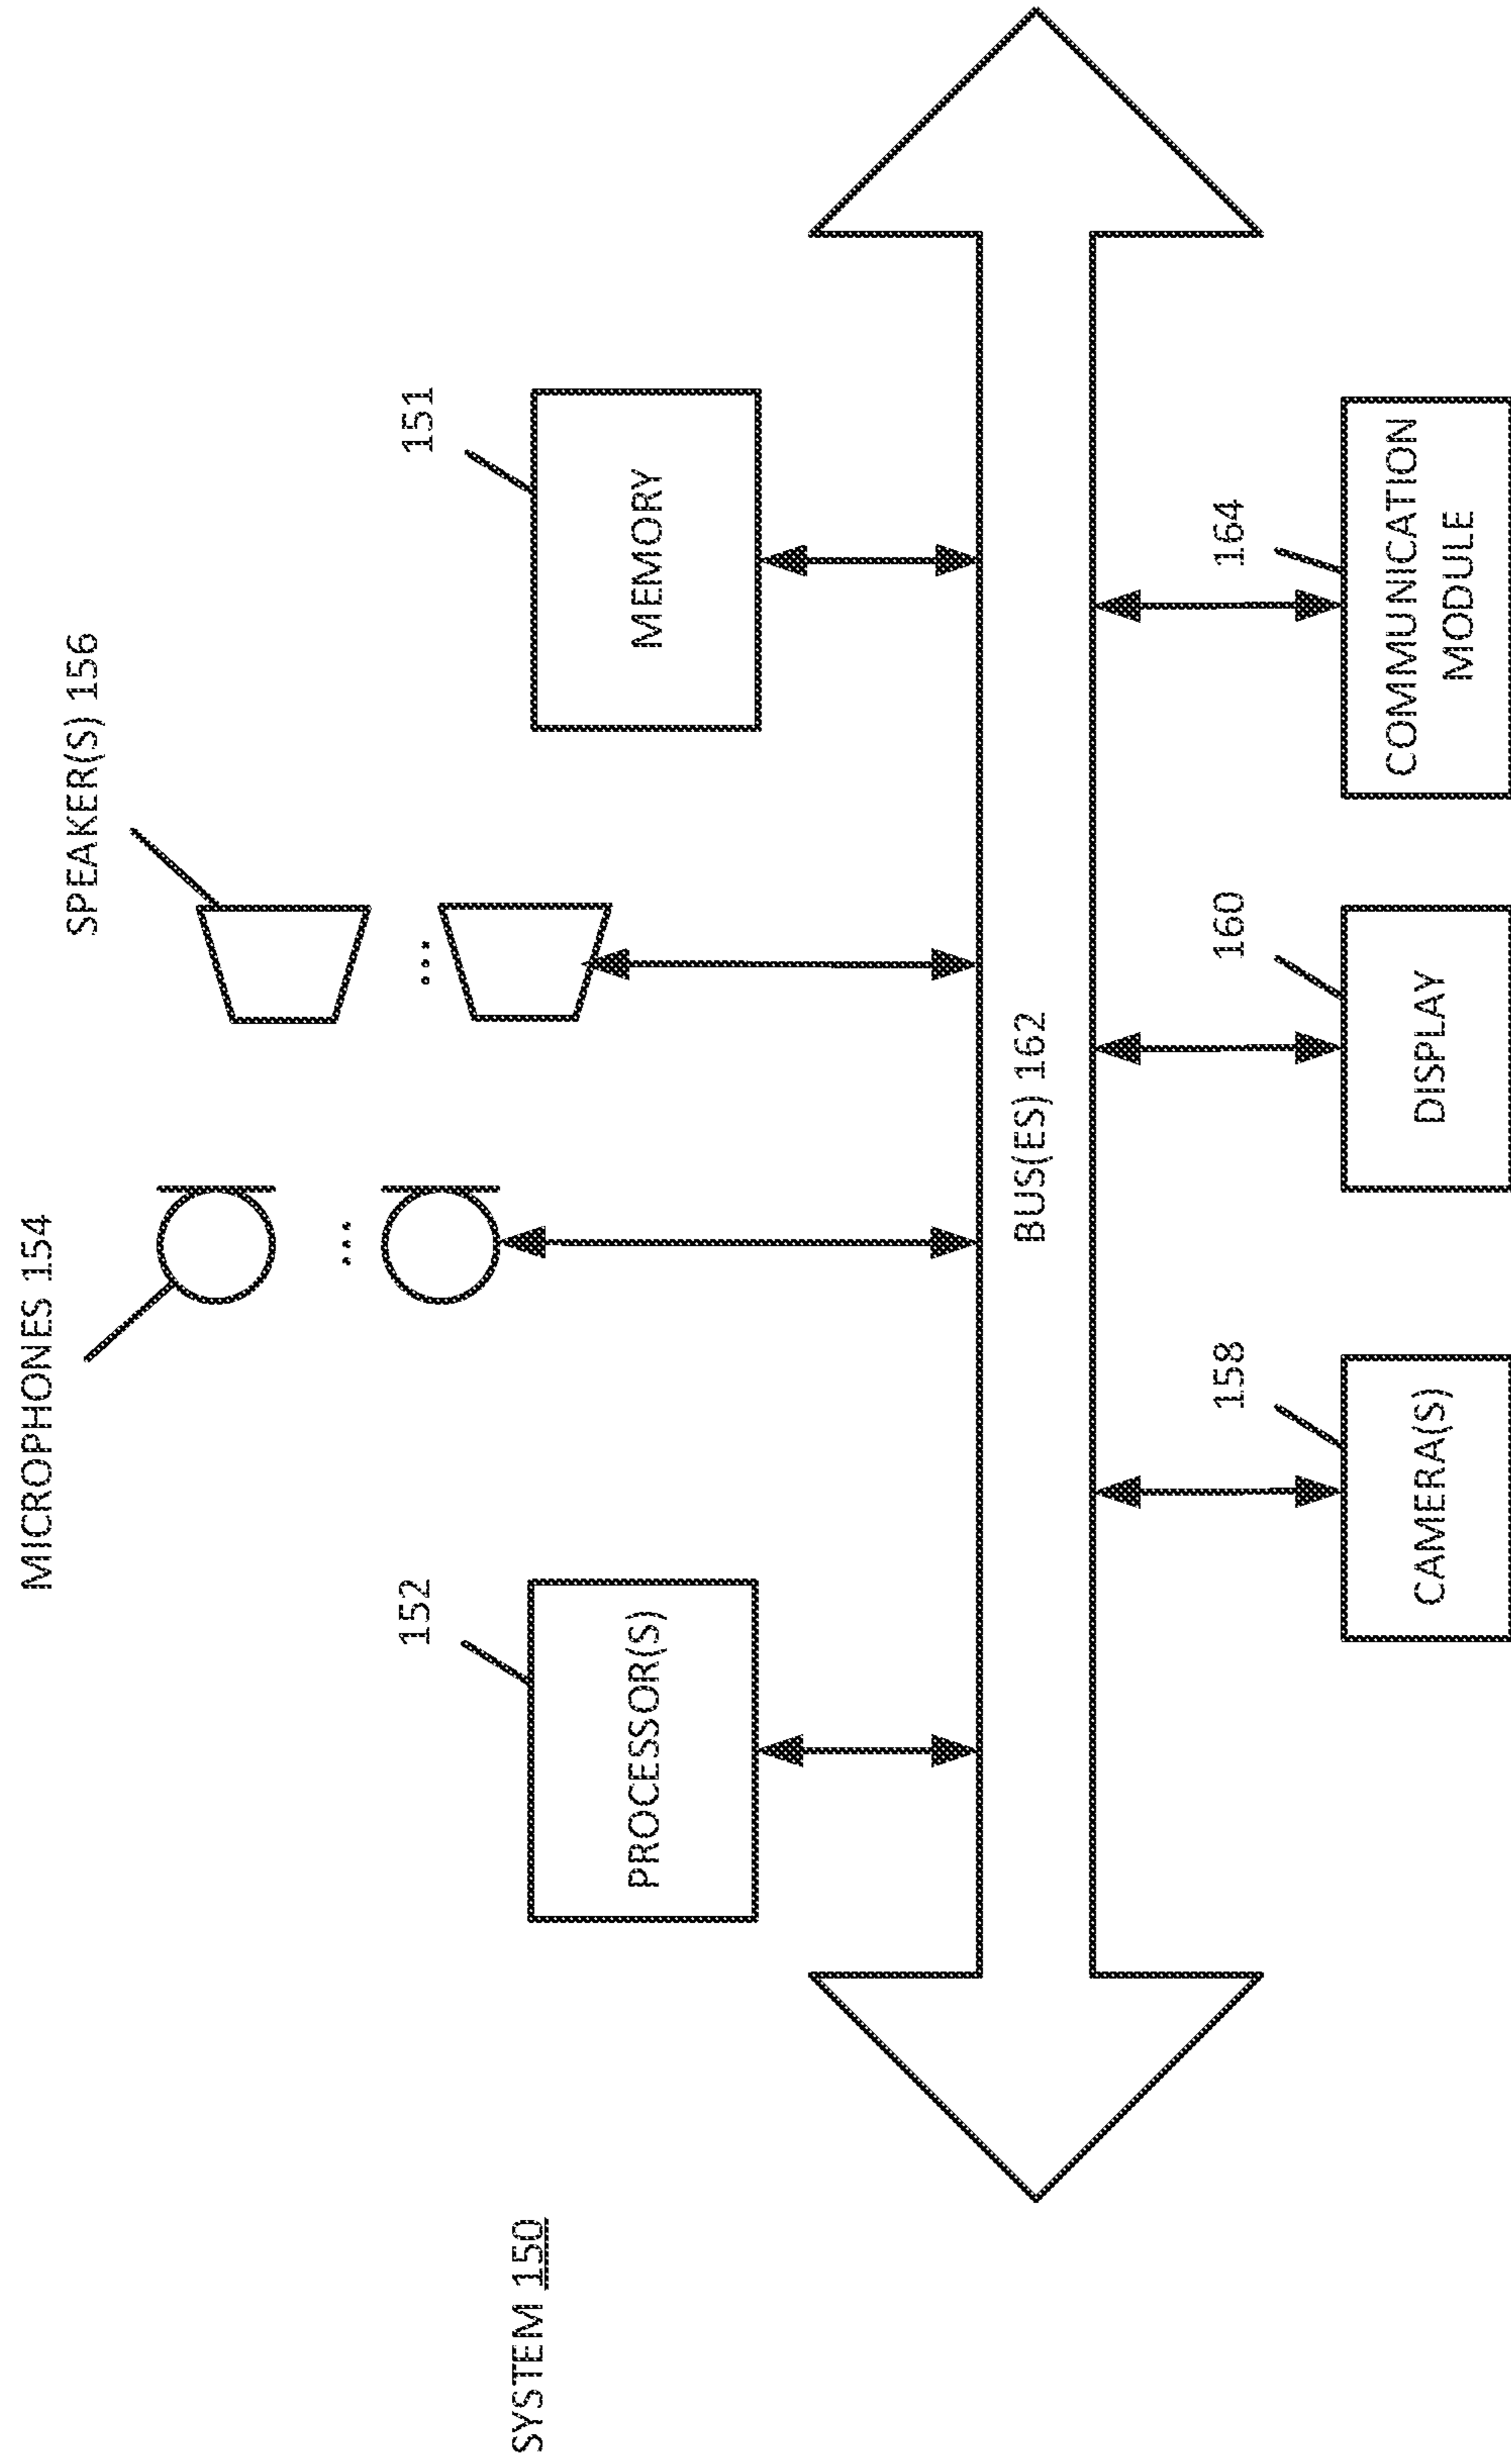 MICROPHONES 154
SPEAKER(S) 156
152
PROCESSOR(S)
151
MEMORY
SYSTEM 150
BUS(ES) 162
158
CAMERA(S)
160
DISPLAY
164
COMMUNICATION
MODULE